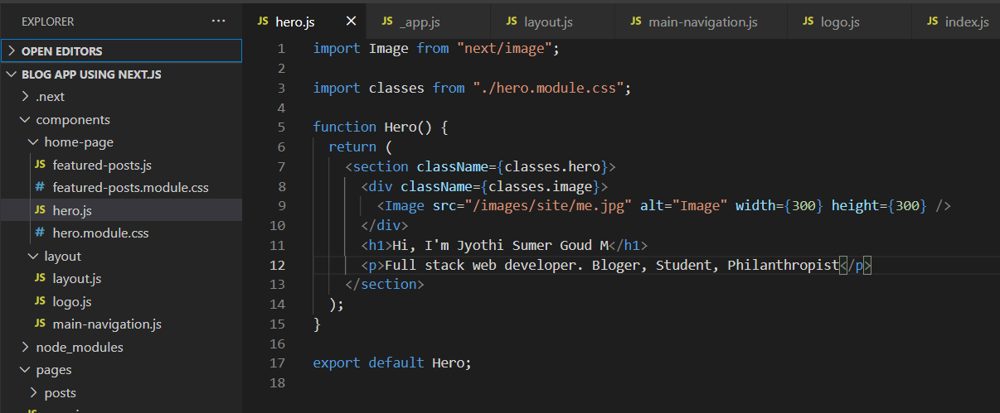 EXPLORER
OPEN EDITORS
BLOG APP USING NEXT.JS
.next
components
home-page
JS featured-posts.js
# featured-posts.module.css
JS hero.js
# hero.module.css
layout
JS layout.js
JS logo.js
JS main-navigation.js
node_modules
pages
posts
JS hero.js
JS _app.js
JS layout.js
JS main-navigation.js
JS logo.js
JS index.js
1 import Image from "next/image";
2
3 import classes from "./hero.module.css";
4
5 function Hero() {
6 return (
7 <section className={classes.hero}>
8 <div className={classes.image}>
9 <Image src="/images/site/me.jpg" alt="Image" width={300} height={300} />
10 </div>
11 <h1>Hi, I'm Jyothi Sumer Goud M</h1>
12 <p>Full stack web developer. Bloger, Student, Philanthropist</p>
13 </section>
14 );
15 }
16
17 export default Hero;
18